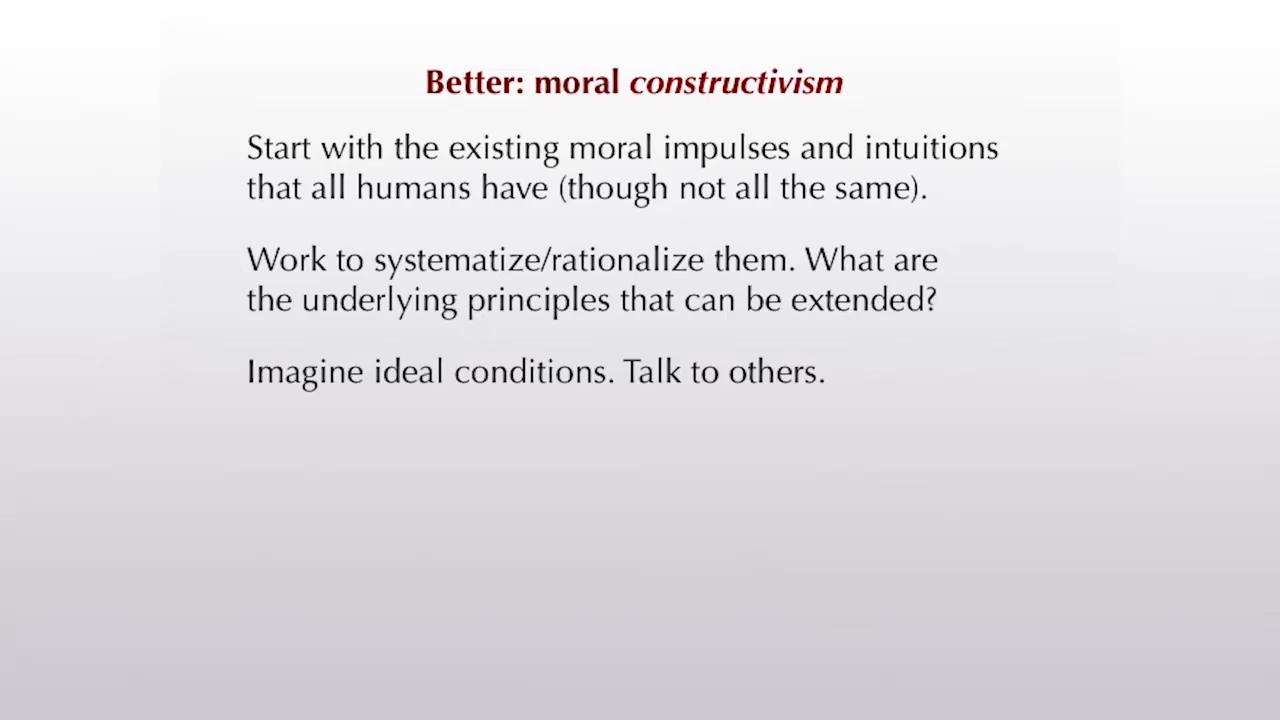 Better: moral constructivism
Start with the existing moral impulses and intuitions
that all humans have (though not all the same).
Work to systematize/rationalize them. What are
the underlying principles that can be extended?
Imagine ideal conditions. Talk to others.